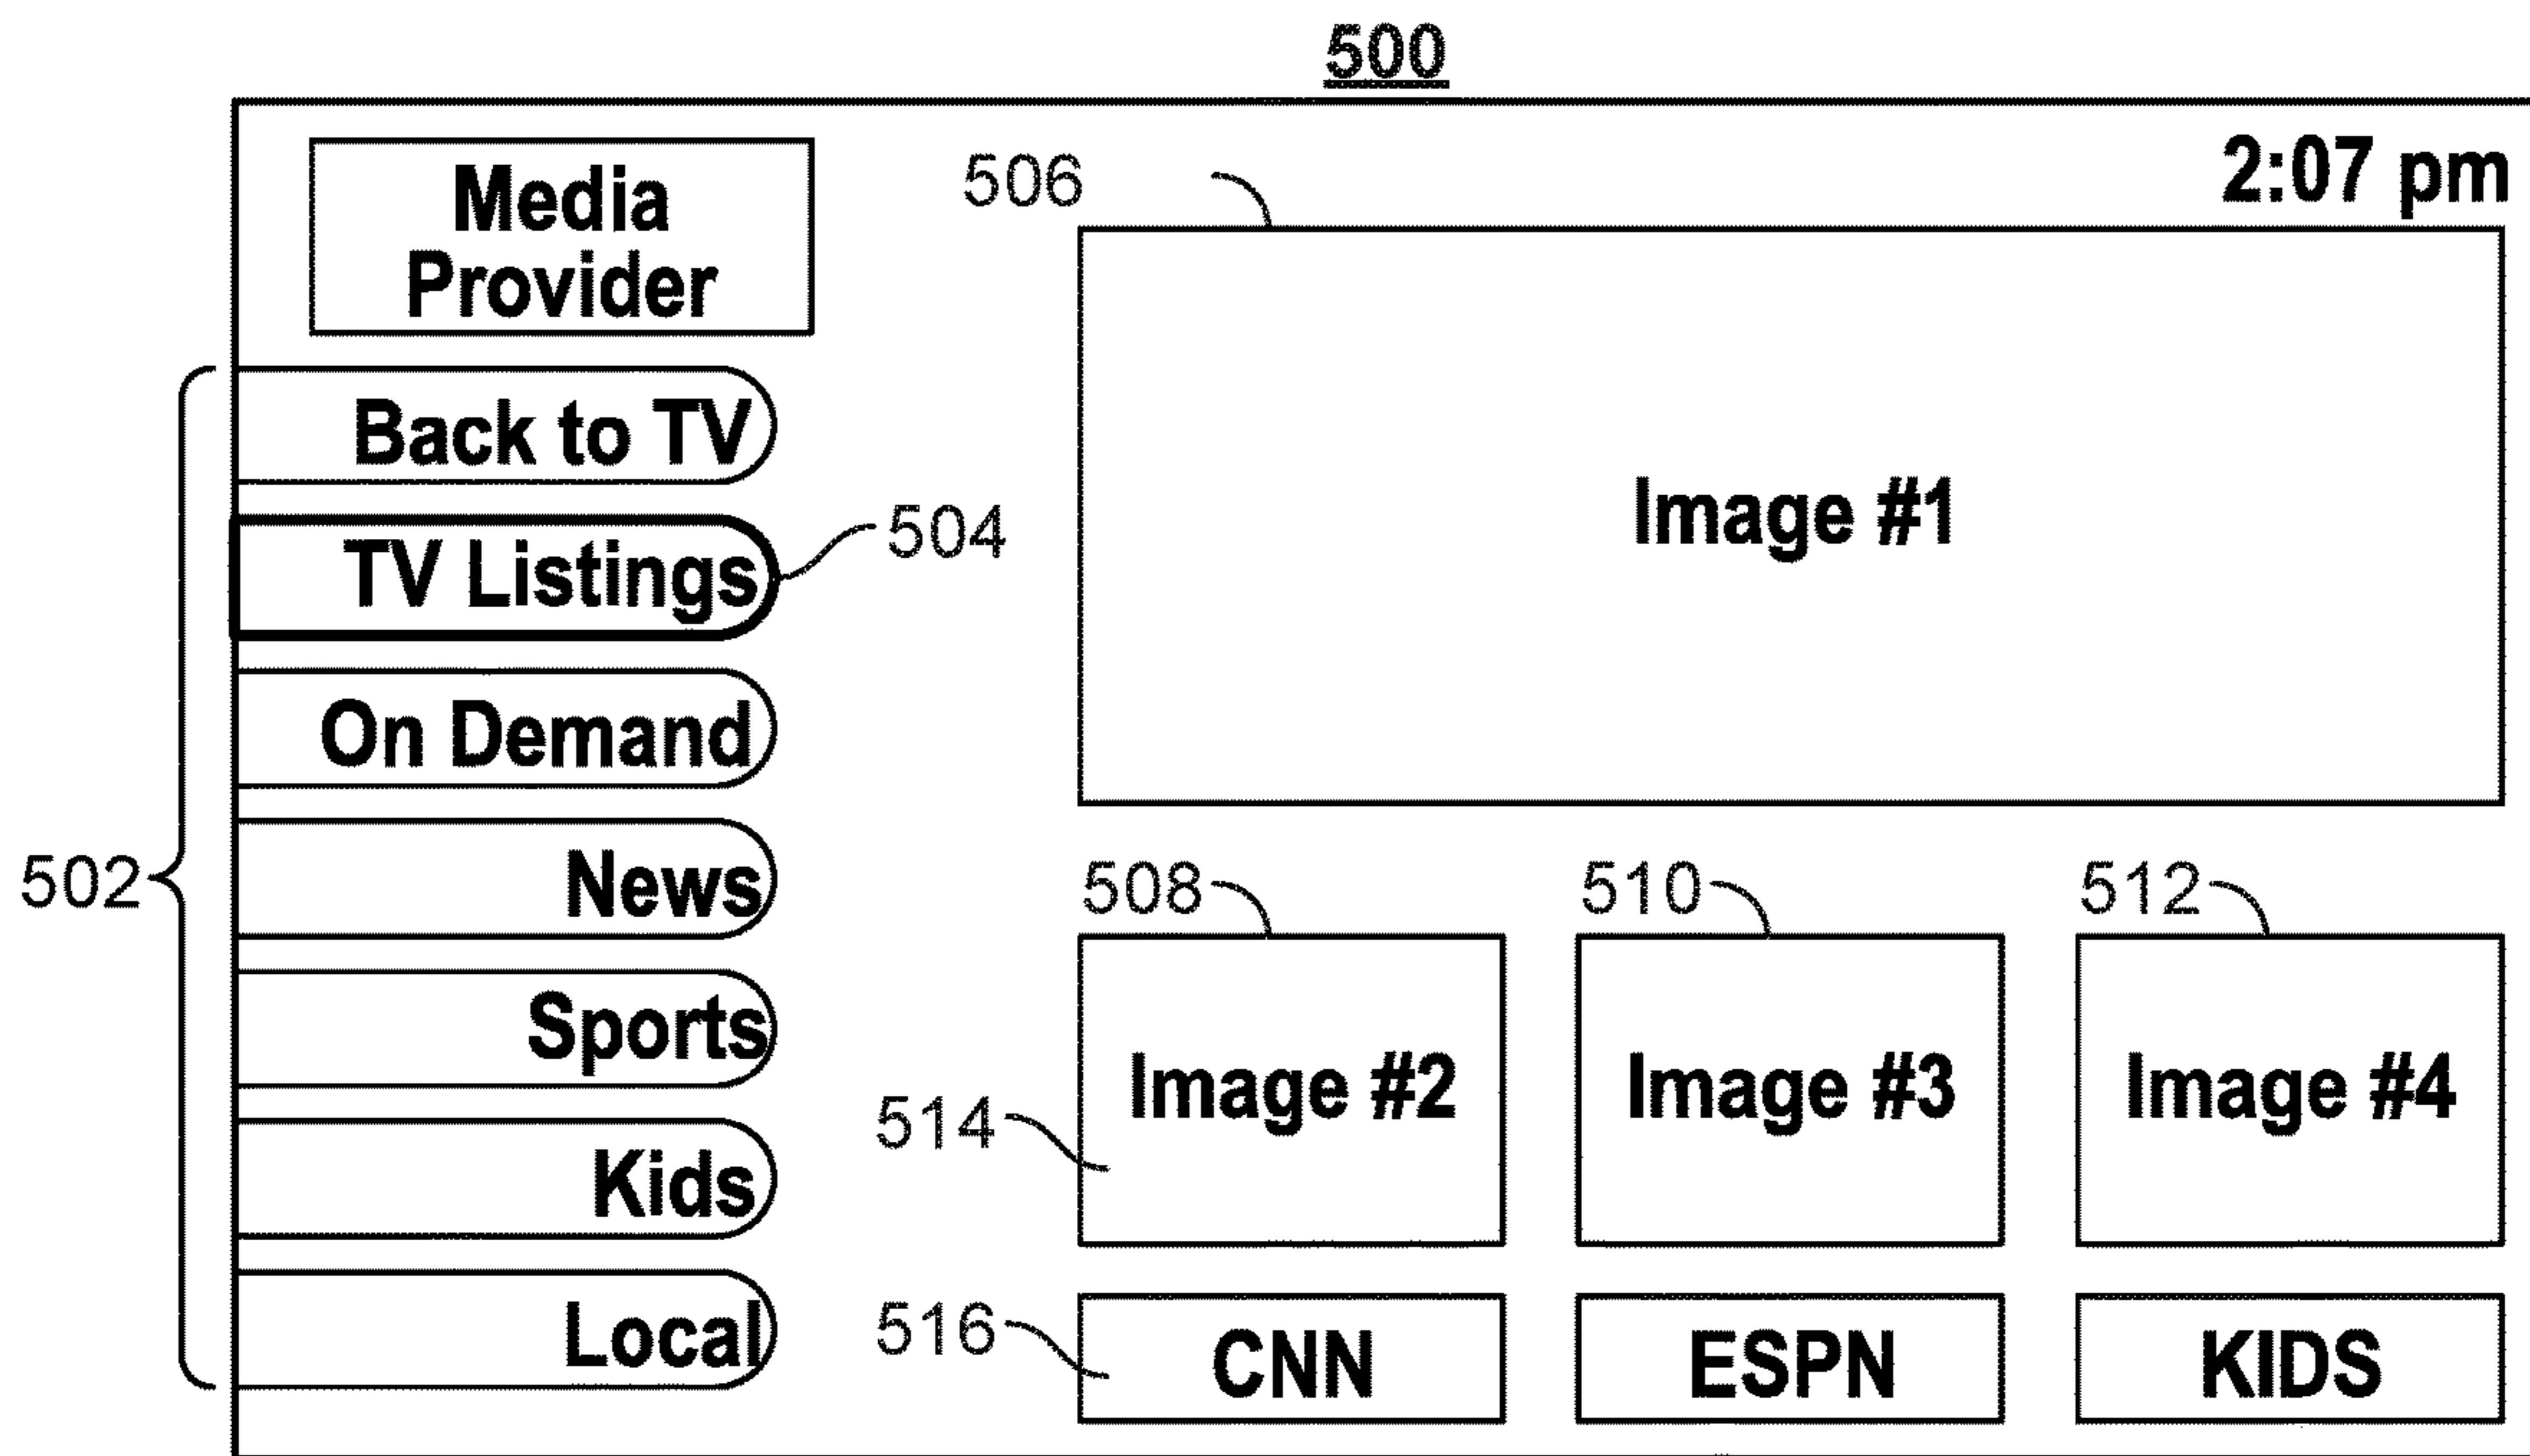 500
2:07 pm
Media
Provider
506
Back to TV
Image #1
TV Listings
504
On Demand
502
News
508
510
512
Sports
Image #2
Image #3
Image #4
514
Kids
Local
516
CNN
ESPN
KIDS